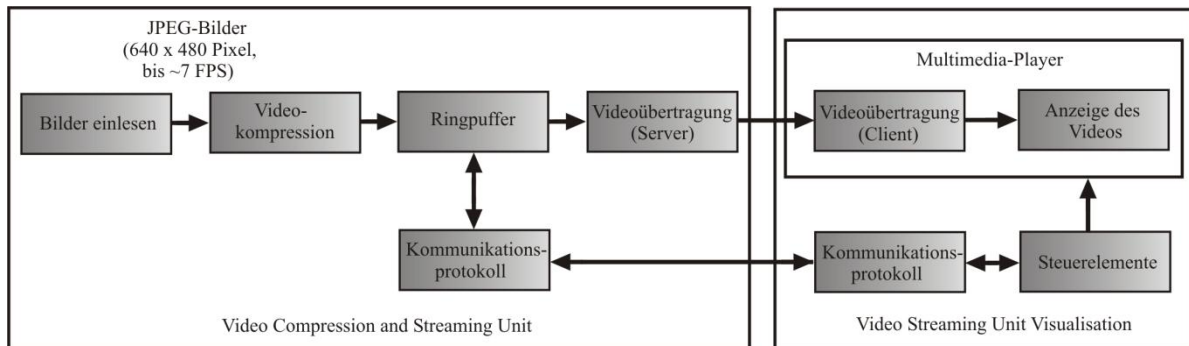 JPEG-Bilder
(640 x 480 Pixel,
bis ~7 FPS)
Bilder einlesen
Video-
kompression
Ringpuffer
Videoübertragung
(Server)
Kommunikations-
protokoll
Video Compression and Streaming Unit
Multimedia-Player
Videoübertragung
(Client)
Anzeige des
Videos
Kommunikations-
protokoll
Steuerelemente
Video Streaming Unit Visualisation